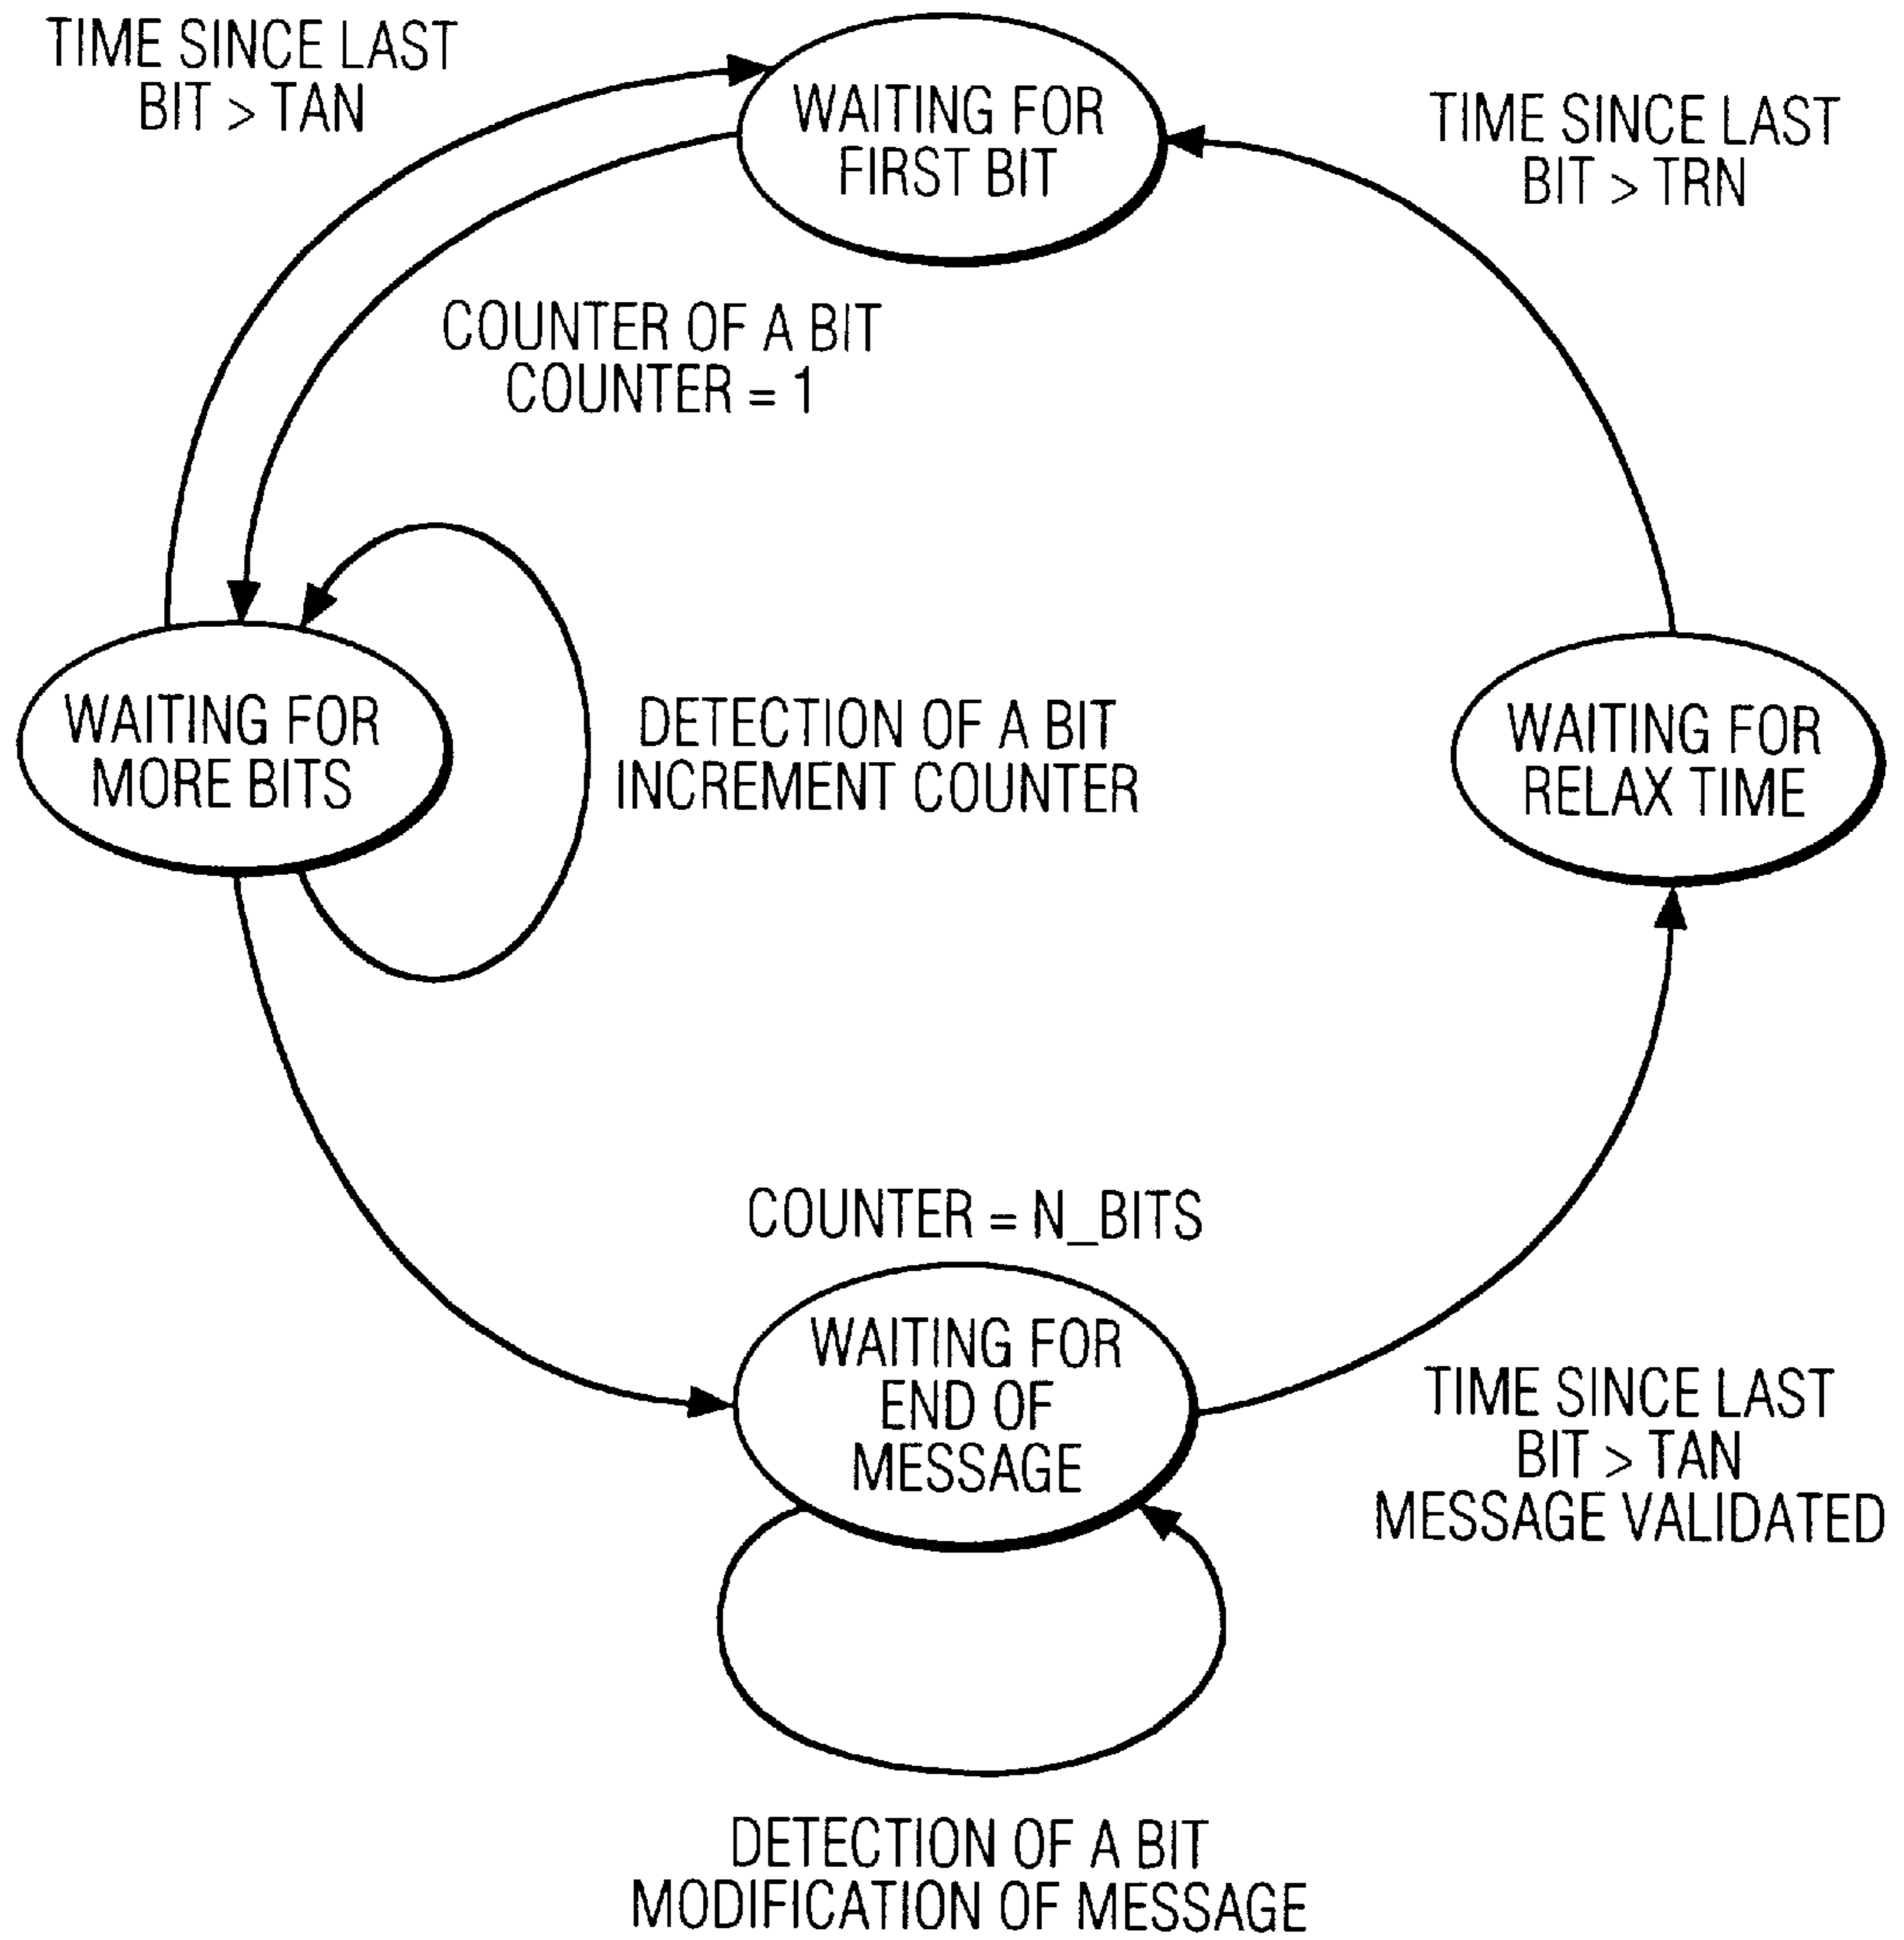 TIME SINCE LAST
BIT > TAN
WAITING FOR
FIRST BIT
TIME SINCE LAST
BIT > TRN
COUNTER OF A BIT
COUNTER = 1
WAITING FOR
MORE BITS
DETECTION OF A BIT
INCREMENT COUNTER
WAITING FOR
RELAX TIME
COUNTER = N_BITS
WAITING FOR
END OF
MESSAGE
TIME SINCE LAST
BIT > TAN
MESSAGE VALIDATED
DETECTION OF A BIT
MODIFICATION OF MESSAGE